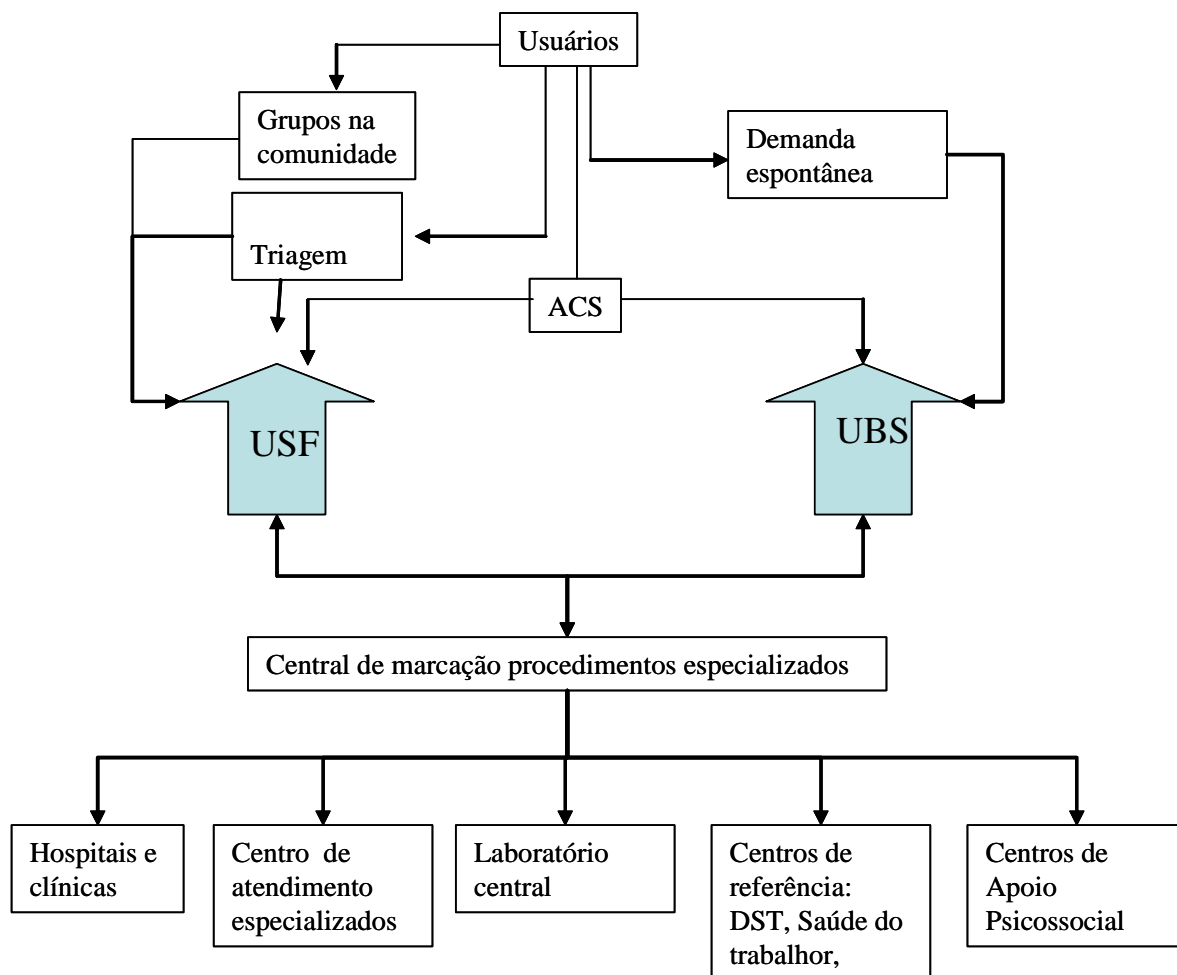 Usuários
Grupos na
comunidade
Demanda
espontânea
Triagem
ACS
USF
UBS
Central de marcação procedimentos especializados
Hospitais e
clínicas
Centro de
atendimento
especializados
Laboratório
central
Centros de
referência:
DST, Saúde do
trabalhor,
Centros de
Apoio
Psicossocial